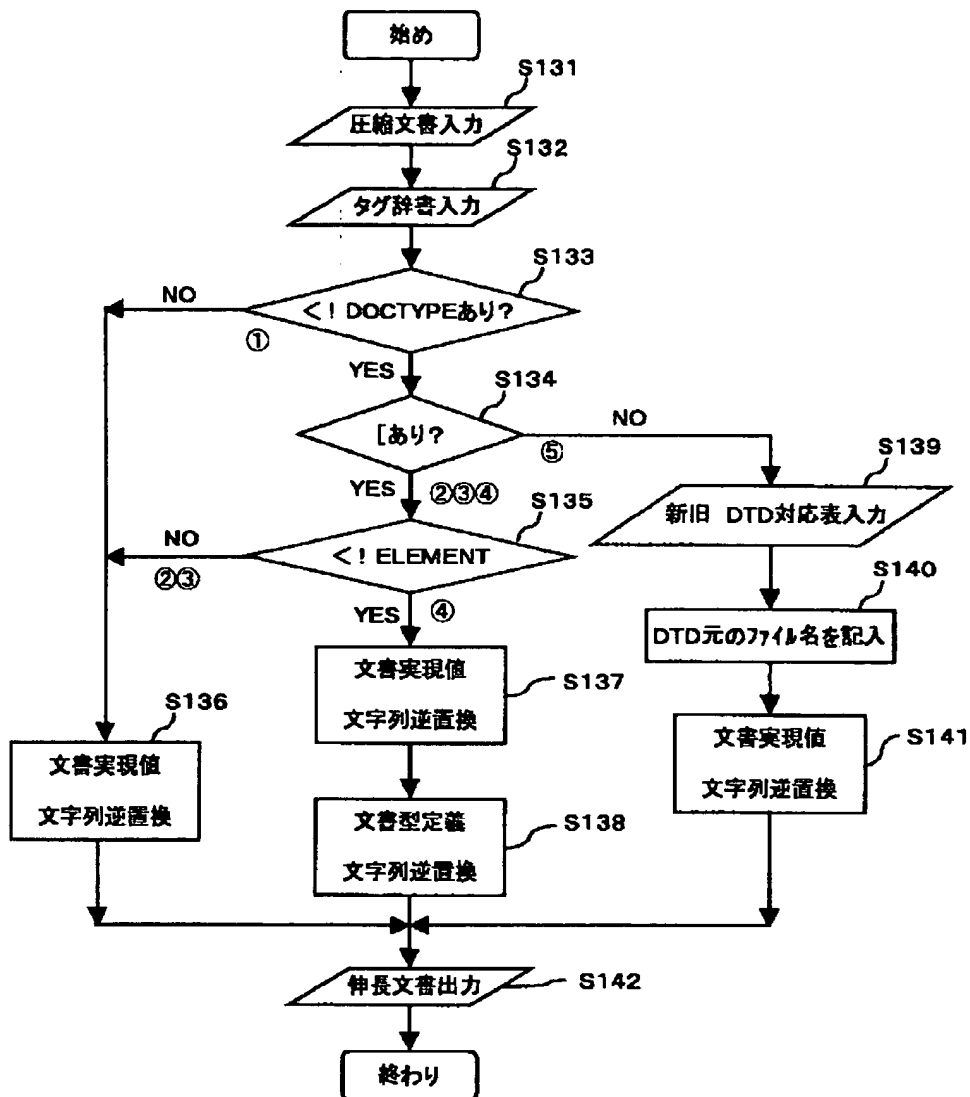 始め
S131
圧縮文書入力
S132
タグ辞書入力
S133
<！DOCTYPEあり？
NO
①
YES
S134
[あり？
NO
⑤
YES
②③④
S135
S139
新旧 DTD対応表入力
<！ELEMENT
NO
②③
YES
④
S140
DTD元のファイル名を記入
S137
文書実現値
文字列逆置換
S136
文書実現値
文字列逆置換
S141
文書実現値
文字列逆置換
S138
文書型定義
文字列逆置換
S142
伸長文書出力
終わり